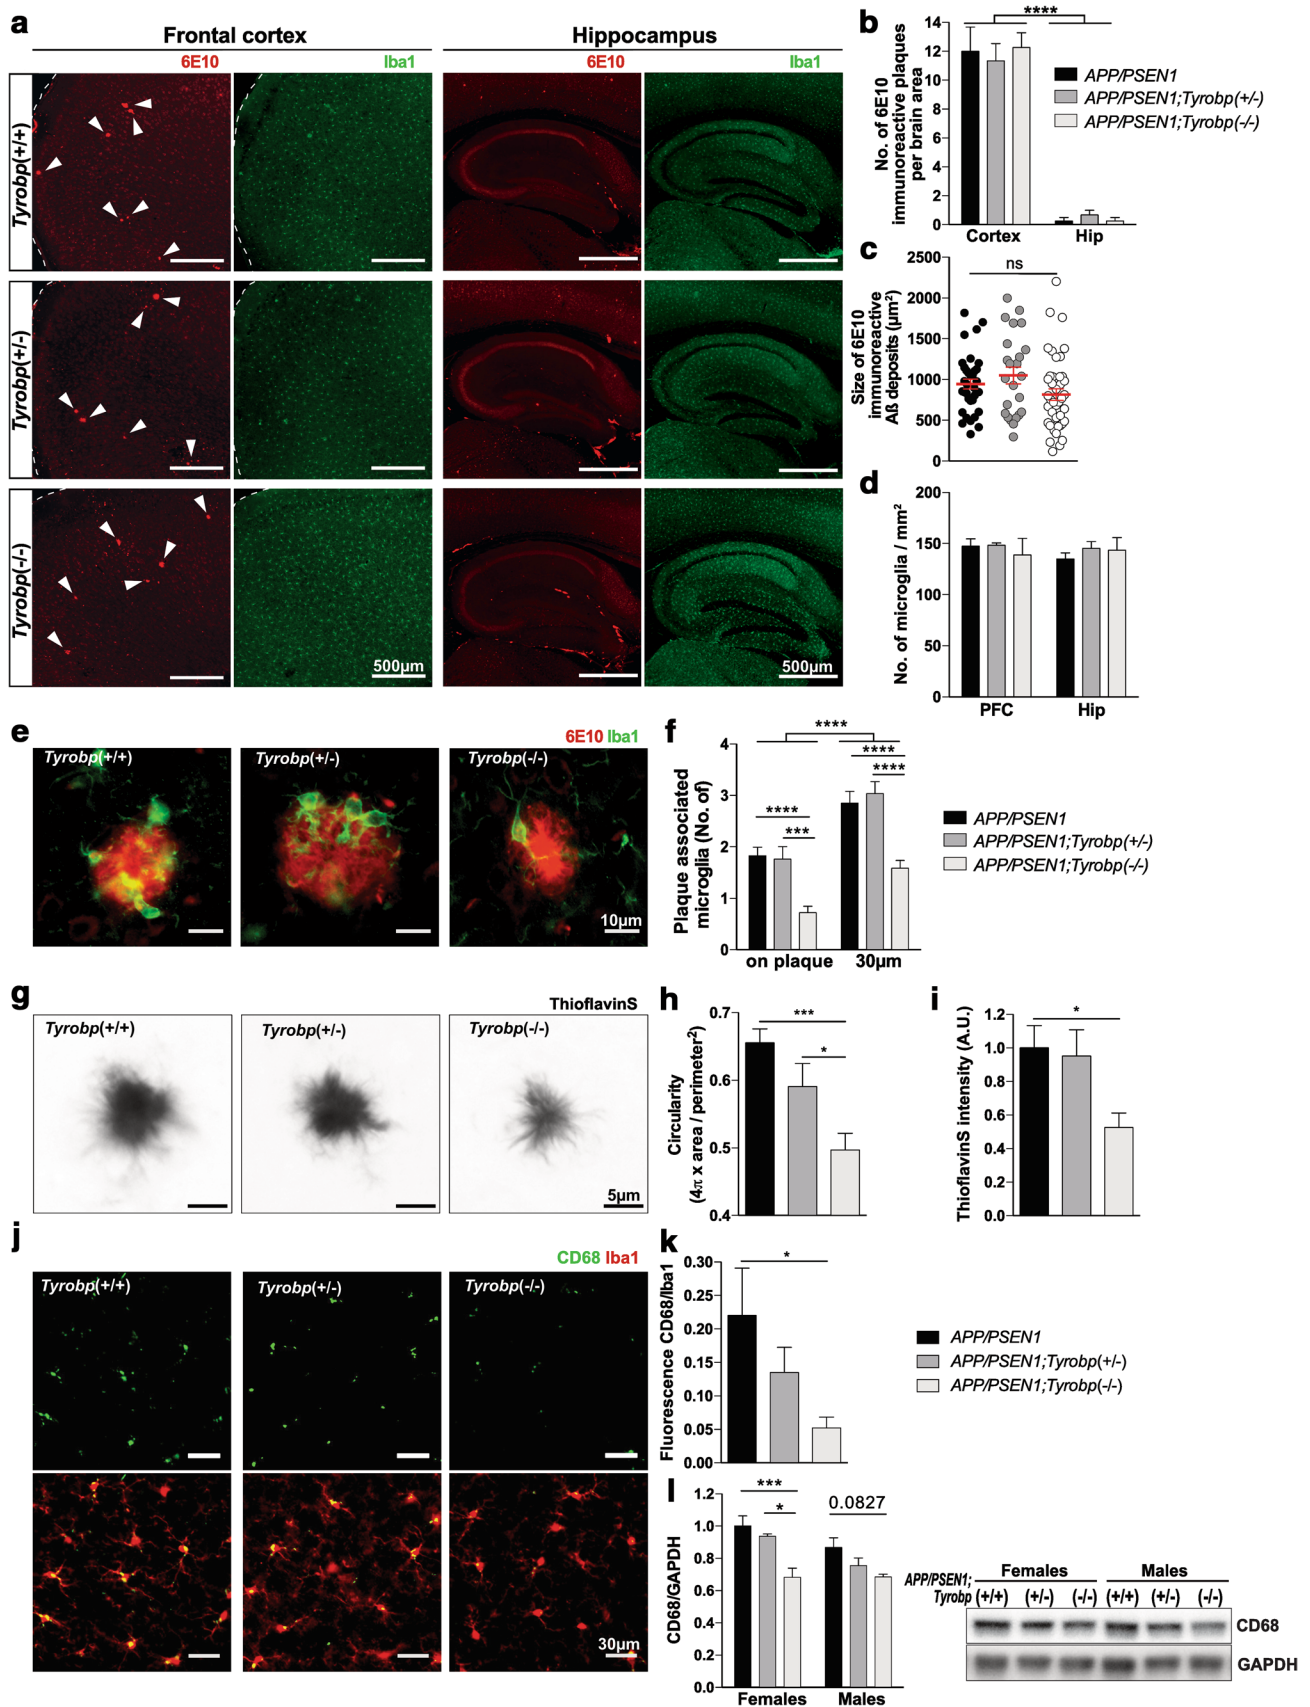 a
Frontal cortex
Hippocampus
6E10
Iba1
6E10
Iba1
Tyrobp(+/+)
Tyrobp(+/-)
Tyrobp(-/-)
500µm
500µm
b
No. of 6E10
immunoreactive plaques
per brain area
14
12
10
8
6
4
2
0
****
Cortex
Hip
APP/PSEN1
APP/PSEN1;Tyrobp(+/-)
APP/PSEN1;Tyrobp(-/-)
c
Size of 6E10
immunoreactive
Aß deposits (µm²)
2500
2000
1500
1000
500
0
ns
d
No. of microglia / mm²
200
150
100
50
0
PFC
Hip
e
6E10 Iba1
Tyrobp(+/+)
Tyrobp(+/-)
Tyrobp(-/-)
10µm
f
Plaque associated
microglia (No. of)
4
3
2
1
0
****
****
****
****
***
on plaque
30µm
APP/PSEN1
APP/PSEN1;Tyrobp(+/-)
APP/PSEN1;Tyrobp(-/-)
g
ThioflavinS
Tyrobp(+/+)
Tyrobp(+/-)
Tyrobp(-/-)
5µm
h
Circularity
(4π x area / perimeter²)
0.7
0.6
0.5
0.4
***
*
i
ThioflavinS intensity (A.U.)
1.2
1.0
0.8
0.6
0.4
0.2
0.0
*
j
CD68 Iba1
Tyrobp(+/+)
Tyrobp(+/-)
Tyrobp(-/-)
30µm
k
Fluorescence CD68/Iba1
0.30
0.25
0.20
0.15
0.10
0.05
0.00
*
APP/PSEN1
APP/PSEN1;Tyrobp(+/-)
APP/PSEN1;Tyrobp(-/-)
l
CD68/GAPDH
1.2
1.0
0.8
0.6
0.4
0.2
0
***
*
0.0827
Females
Males
Females
Males
APP/PSEN1;
Tyrobp
(+/+) (+/-) (-/-) (+/+) (+/-) (-/-)
CD68
GAPDH